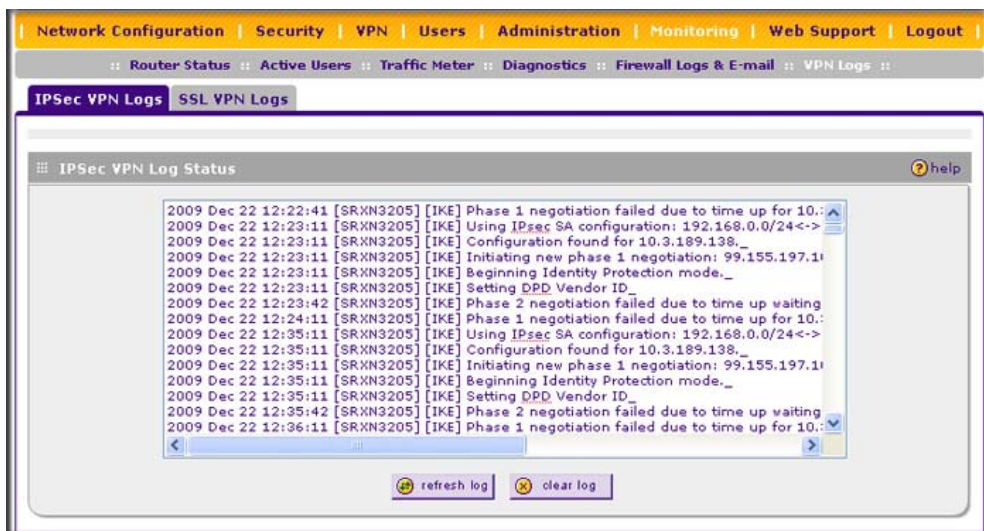 Network Configuration | Security | VPN | Users | Administration | Monitoring | Web Support | Logout
:: Router Status :: Active Users :: Traffic Meter :: Diagnostics :: Firewall Logs & E-mail :: VPN Logs ::
IPSec VPN Logs SSL VPN Logs
IPSec VPN Log Status help
2009 Dec 22 12:22:41 [SRXN3205] [IKE] Phase 1 negotiation failed due to time up for 10.
2009 Dec 22 12:23:11 [SRXN3205] [IKE] Using IPsec SA configuration: 192.168.0.0/24<->
2009 Dec 22 12:23:11 [SRXN3205] [IKE] Configuration found for 10.3.189.138._
2009 Dec 22 12:23:11 [SRXN3205] [IKE] Initiating new phase 1 negotiation: 99.155.197.1
2009 Dec 22 12:23:11 [SRXN3205] [IKE] Beginning Identity Protection mode._
2009 Dec 22 12:23:11 [SRXN3205] [IKE] Setting DPD Vendor ID_
2009 Dec 22 12:23:42 [SRXN3205] [IKE] Phase 2 negotiation failed due to time up waiting
2009 Dec 22 12:24:11 [SRXN3205] [IKE] Phase 1 negotiation failed due to time up for 10.
2009 Dec 22 12:35:11 [SRXN3205] [IKE] Using IPsec SA configuration: 192.168.0.0/24<->
2009 Dec 22 12:35:11 [SRXN3205] [IKE] Configuration found for 10.3.189.138._
2009 Dec 22 12:35:11 [SRXN3205] [IKE] Initiating new phase 1 negotiation: 99.155.197.1
2009 Dec 22 12:35:11 [SRXN3205] [IKE] Beginning Identity Protection mode._
2009 Dec 22 12:35:11 [SRXN3205] [IKE] Setting DPD Vendor ID_
2009 Dec 22 12:35:42 [SRXN3205] [IKE] Phase 2 negotiation failed due to time up waiting
2009 Dec 22 12:36:11 [SRXN3205] [IKE] Phase 1 negotiation failed due to time up for 10.
refresh log clear log